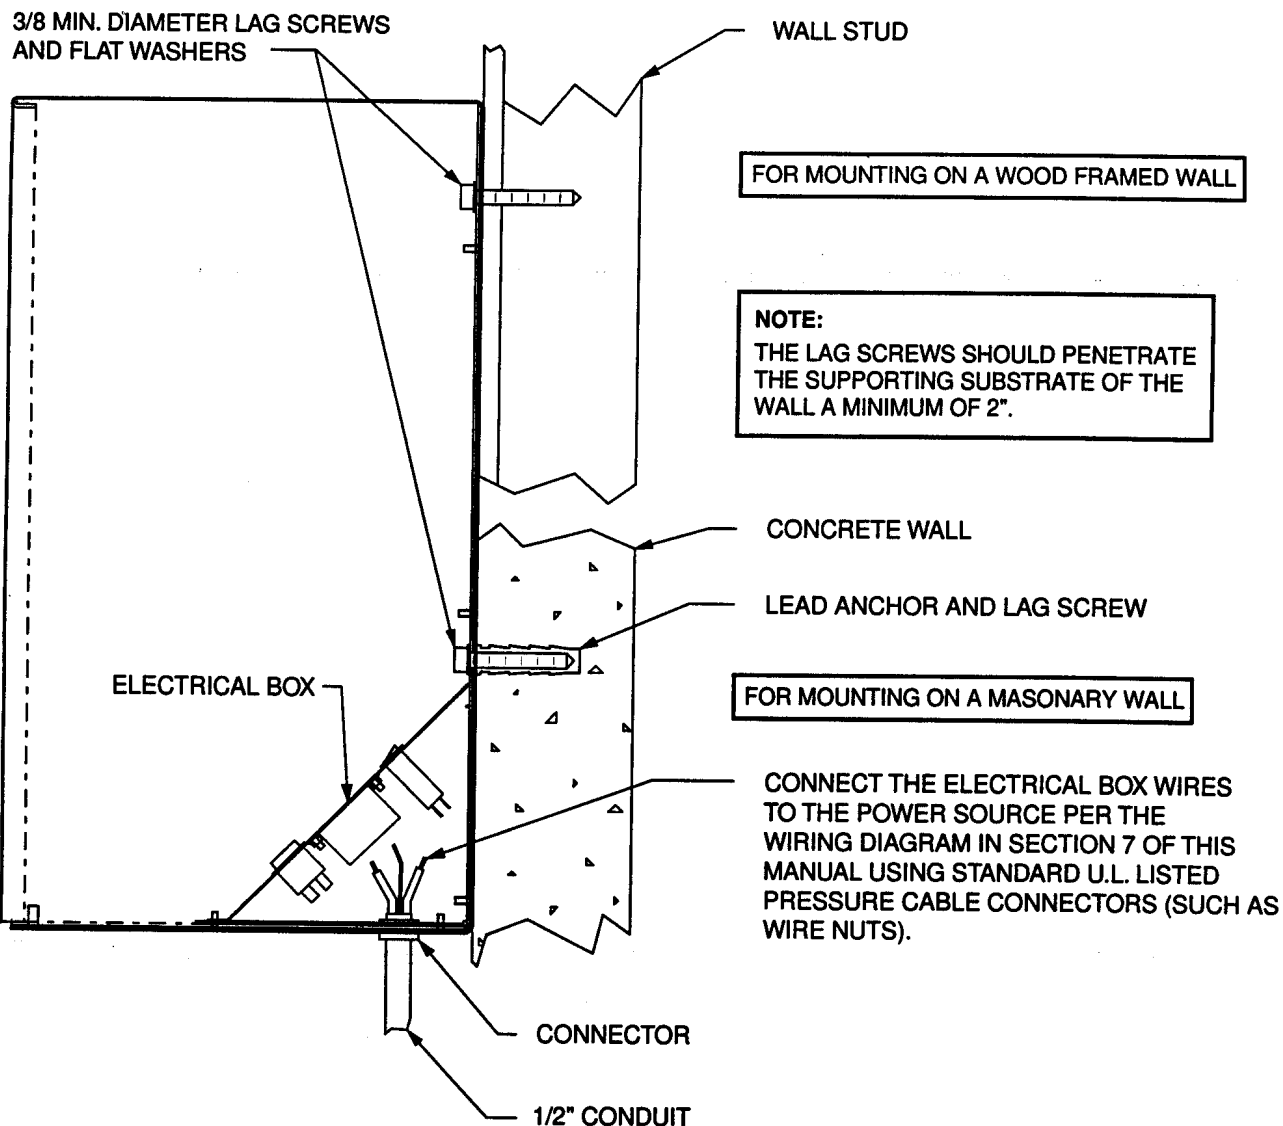 3/8 MIN. DIAMETER LAG SCREWS
AND FLAT WASHERS
WALL STUD
FOR MOUNTING ON A WOOD FRAMED WALL
NOTE:
THE LAG SCREWS SHOULD PENETRATE
THE SUPPORTING SUBSTRATE OF THE
WALL A MINIMUM OF 2".
CONCRETE WALL
LEAD ANCHOR AND LAG SCREW
ELECTRICAL BOX
FOR MOUNTING ON A MASONARY WALL
CONNECT THE ELECTRICAL BOX WIRES
TO THE POWER SOURCE PER THE
WIRING DIAGRAM IN SECTION 7 OF THIS
MANUAL USING STANDARD U.L. LISTED
PRESSURE CABLE CONNECTORS (SUCH AS
WIRE NUTS).
CONNECTOR
1/2" CONDUIT